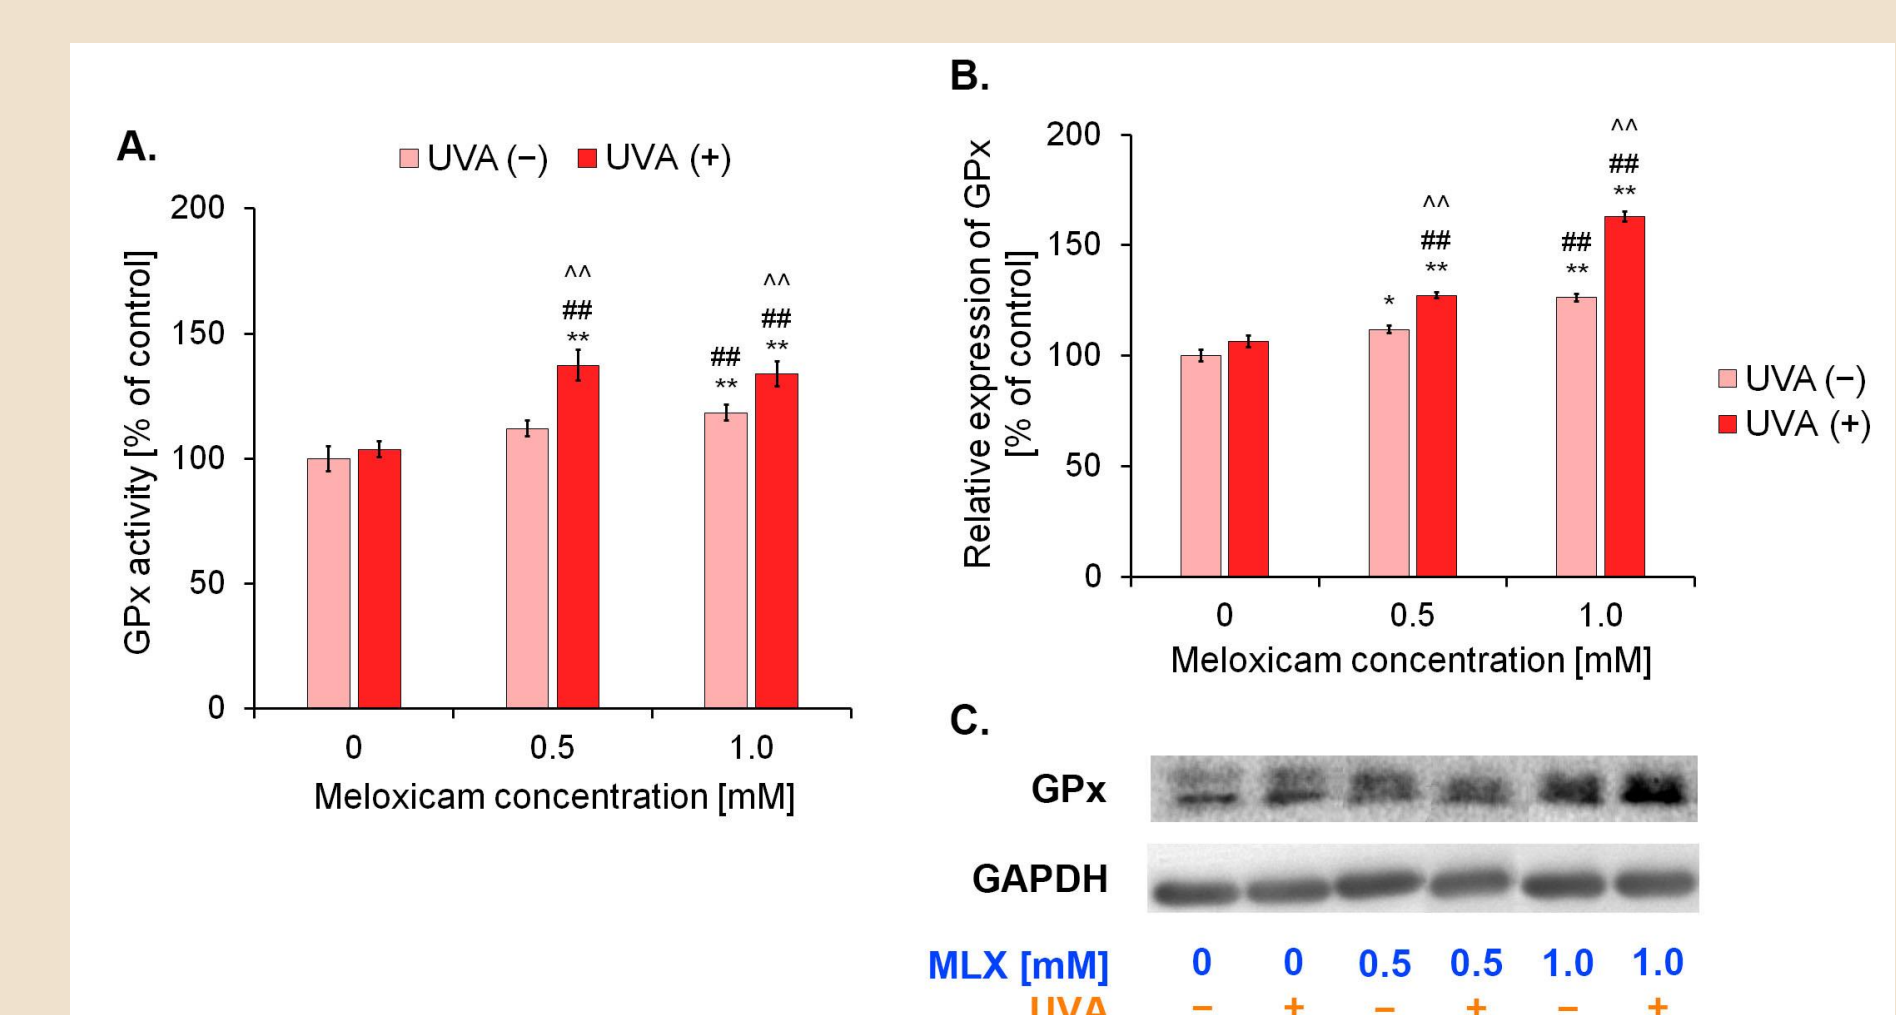 A.
UVA (−) UVA (+)
GPx activity [% of control]
200
150
100
50
0
^^
##
**
##
**
^^
##
**
0 0.5 1.0
Meloxicam concentration [mM]
B.
Relative expression of GPx
[% of control]
200
150
100
50
0
*
^^
##
**
##
**
^^
##
**
0 0.5 1.0
Meloxicam concentration [mM]
UVA (−)
UVA (+)
C.
GPx
GAPDH
MLX [mM] 0 0 0.5 0.5 1.0 1.0
UVA − + − + − +